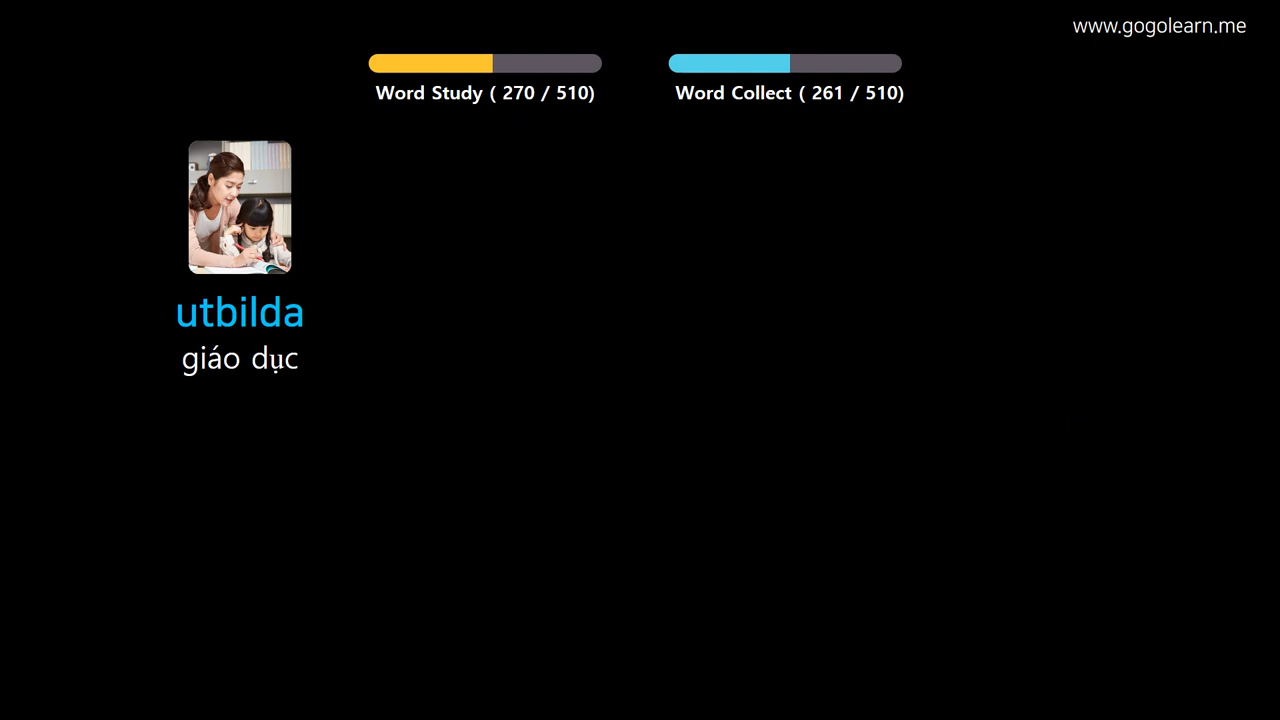 www.gogolearn.me
Word Study ( 270 / 510)
Word Collect ( 261 / 510)
utbilda
giáo dục